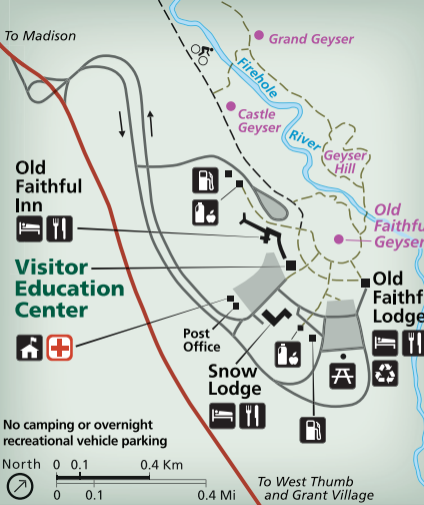 To Madison
Grand Geyser
Firehole
River
Castle
Geyser
Geyser
Hill
Old
Faithful
Inn
Old
Faithfu
Geyser
Visitor
Education
Center
Old
Faithf
Lodge
Post
Office
Snow
Lodge
No camping or overnight
recreational vehicle parking
North
0 0.1 0.4 Km
0 0.1 0.4 Mi
To West Thumb
and Grant Village